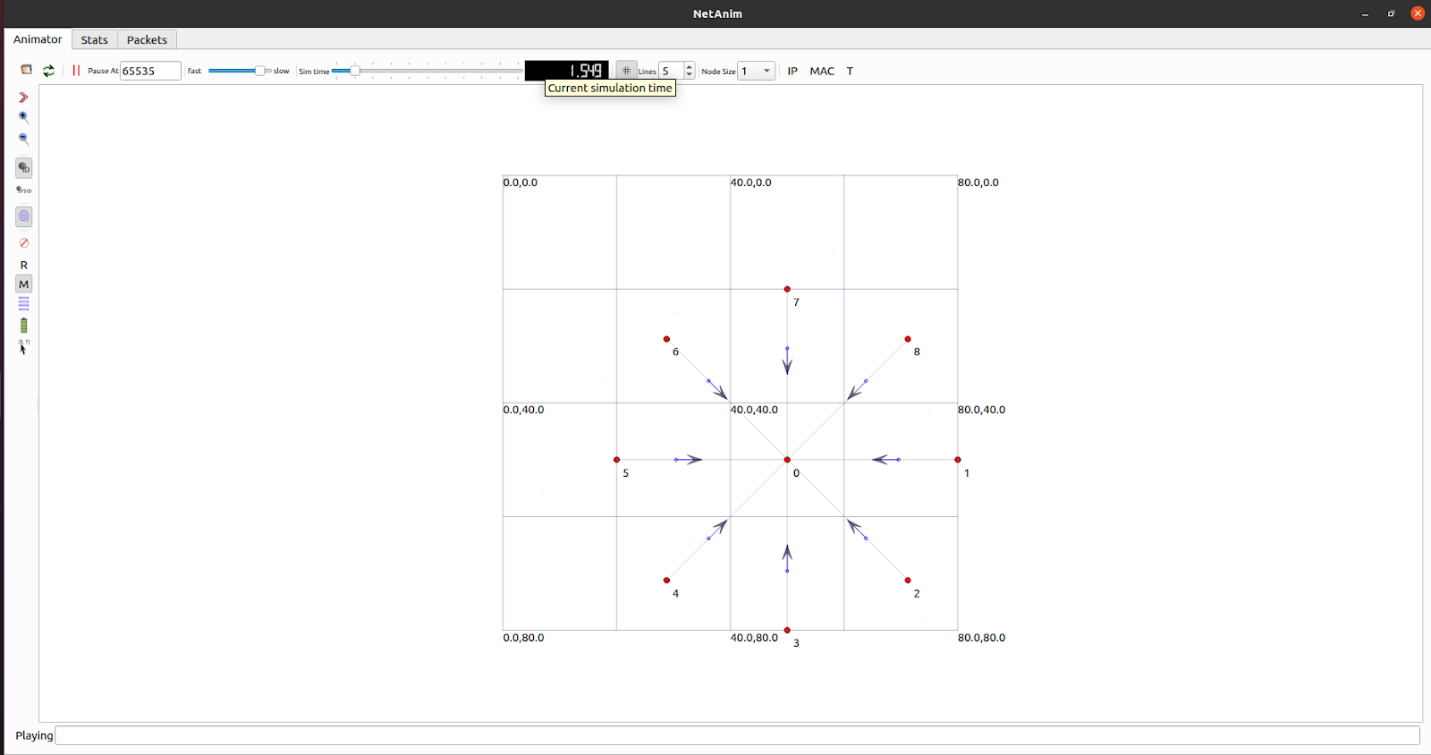 NetAnim
Animator Stats Packets
Pause At 65535 fast slow Sim time 1.549 # Lines 5 Node Size 1 IP MAC T
Current simulation time
0.0,0.0 40.0,0.0 80.0,0.0
7
6 8
0.0,40.0 40.0,40.0 80.0,40.0
5 0 1
4 2
0.0,80.0 40.0,80.0 80.0,80.0
3
R
M
Playing